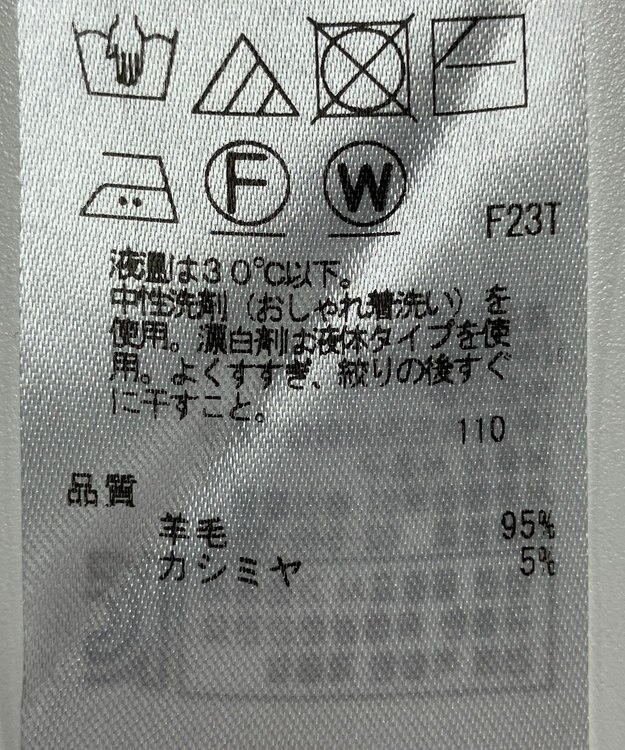 F
W
F23T
液温は30℃以下。
中性洗剤（おしゃれ着洗い）を
使用。漂白剤は液体タイプを使
用。よくすすぎ、絞りの後すぐ
に干すこと。
110
品質
羊毛 95%
カシミヤ 5%